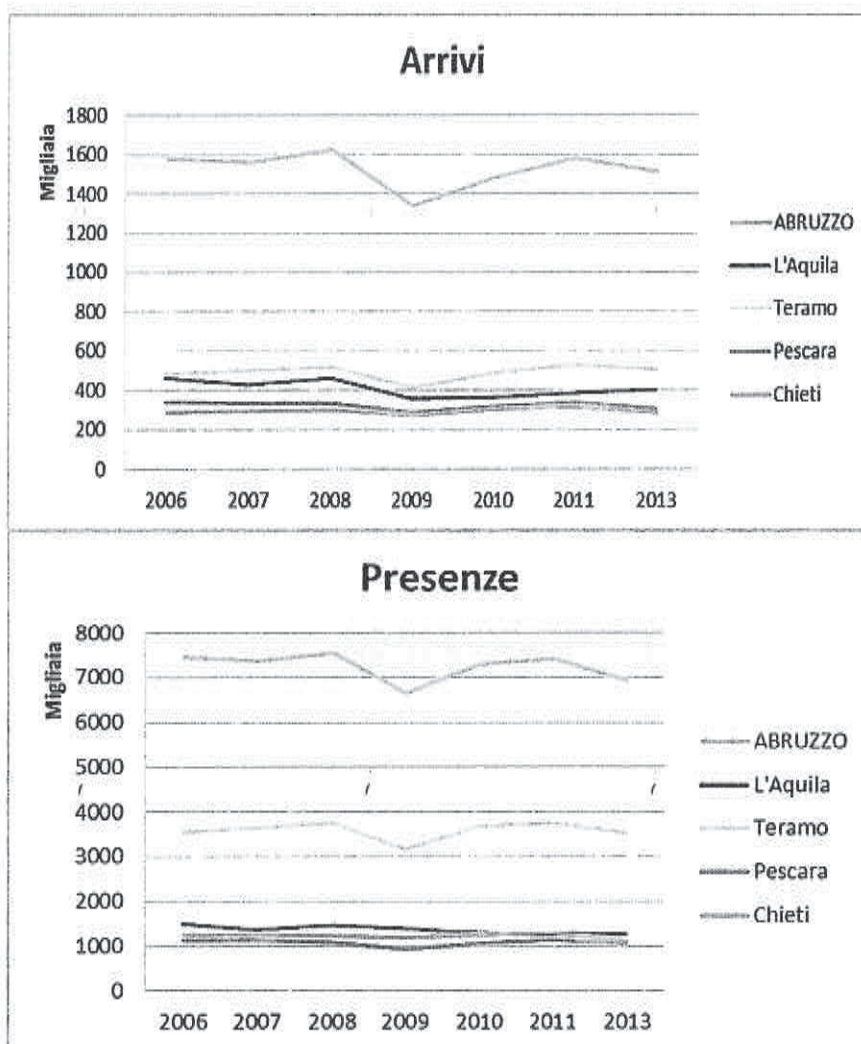 Arrivi
Migliaia
1800
1600
1400
1200
1000
800
600
400
200
0
2006 2007 2008 2009 2010 2011 2013
ABRUZZO
L'Aquila
Teramo
Pescara
Chieti
Presenze
Migliaia
8000
7000
6000
5000
4000
3000
2000
1000
0
2006 2007 2008 2009 2010 2011 2013
ABRUZZO
L'Aquila
Teramo
Pescara
Chieti